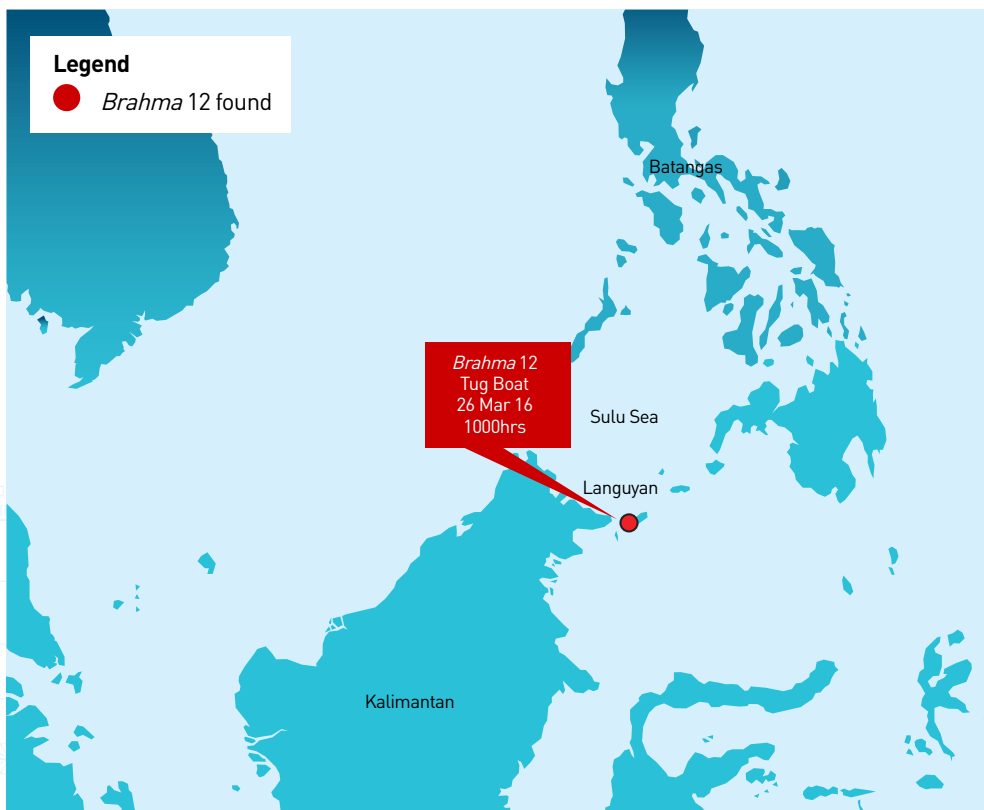 Legend
Brahma 12 found
Batangas
Brahma 12
Tug Boat
26 Mar 16
1000hrs
Sulu Sea
Languyan
Kalimantan